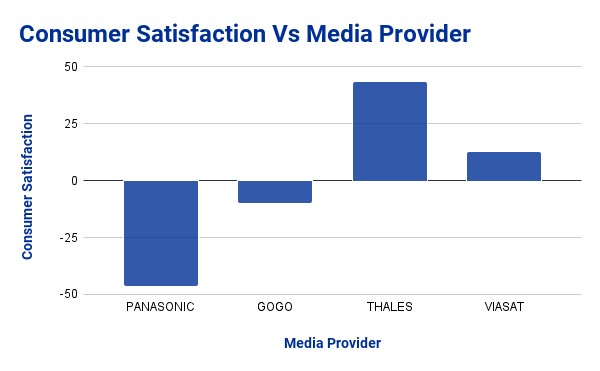 Consumer Satisfaction Vs Media Provider
50
25
0
-25
-50
Consumer Satisfaction
PANASONIC GOGO THALES VIASAT
Media Provider